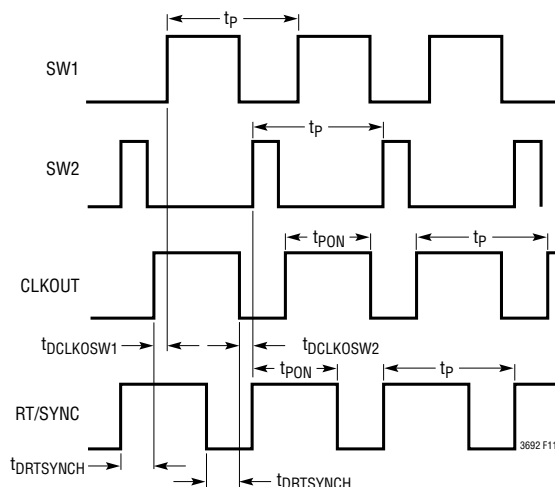 tP
SW1
tP
SW2
tPON
tP
CLKOUT
tDCLKOSW1
tDCLKOSW2
tPON
tP
RT/SYNC
3692 F11
tDRTSYNCH
tDRTSYNCH